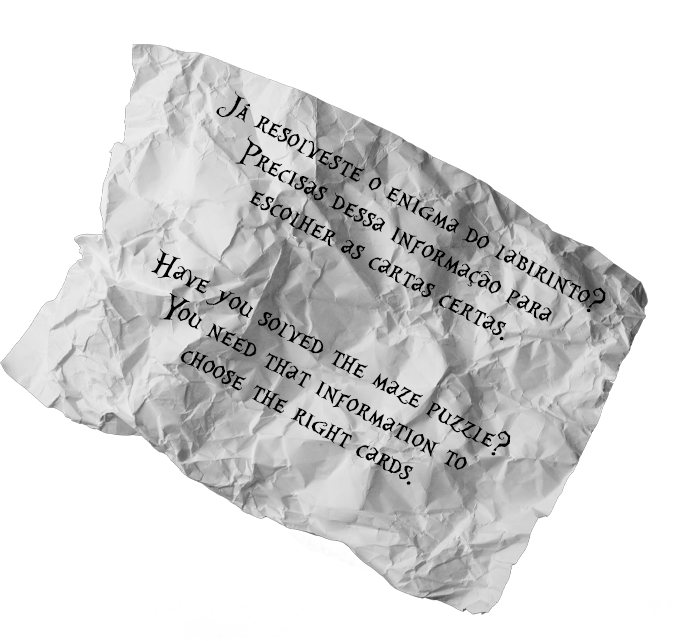 Já resolveste o enigma do labirinto?
Precisas dessa informação para
escolher as cartas certas.
Have you solved the maze puzzle?
You need that information to
choose the right cards.